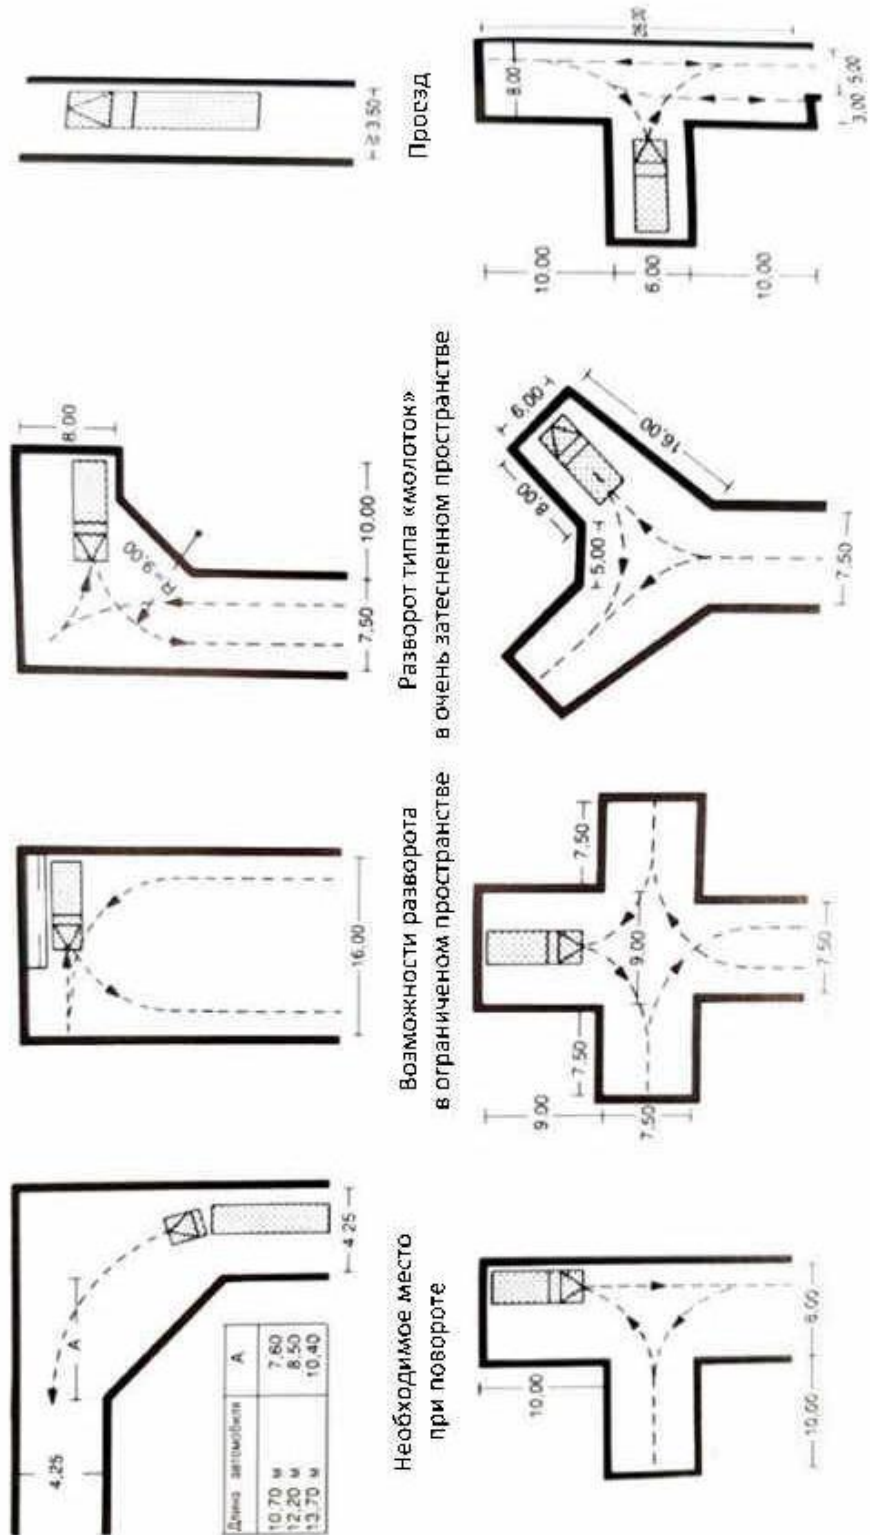 4,25
A
4,25
Длина автомобиля A
10,70 м 7,60
12,20 м 8,50
13,70 м 10,40
16,00
8,00
R=9,00
7,50 10,00
≥ 3,50
Необходимое место
при повороте
Возможности разворота
в ограниченом пространстве
Разворот типа «молоток»
в очень затесненном пространстве
Проезд
10,00
10,00
9,00
7,50 7,50
9,00
7,50
7,50
6,00
8,00
5,00
16,00
7,50
8,00
10,00
6,00
10,00
3,00 5,00